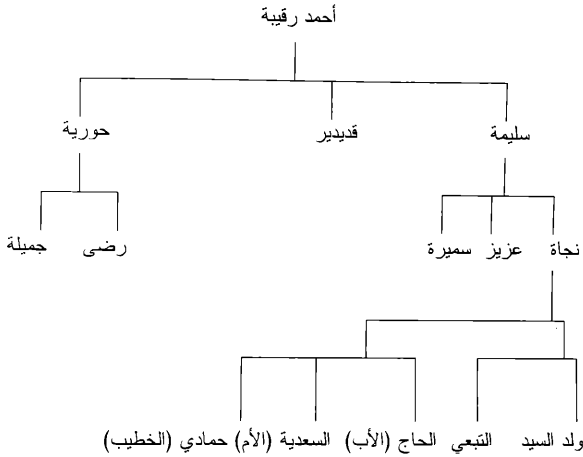 أحمد رقيبة
سليمة قديدير حورية
نجاة عزيز سميرة رضى جميلة
ولد السيد التبعي الحاج (الأب) السعدية (الأم) حمادي (الخطيب)